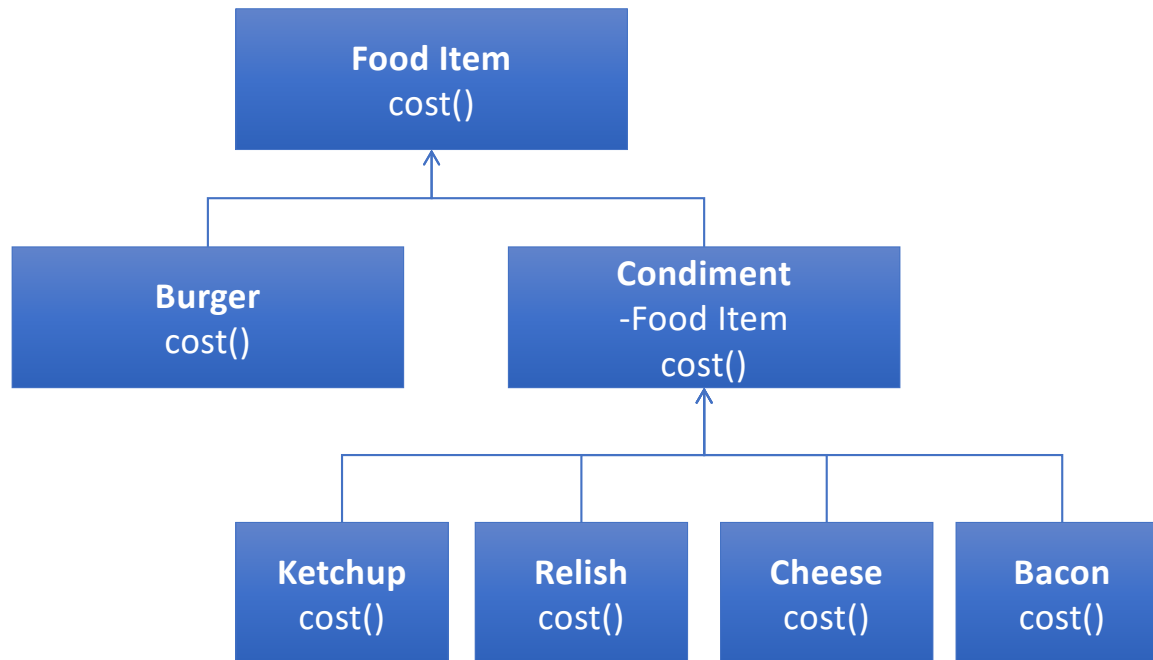 Food Item
cost()
Burger
cost()
Condiment
-Food Item
cost()
Ketchup
cost()
Relish
cost()
Cheese
cost()
Bacon
cost()